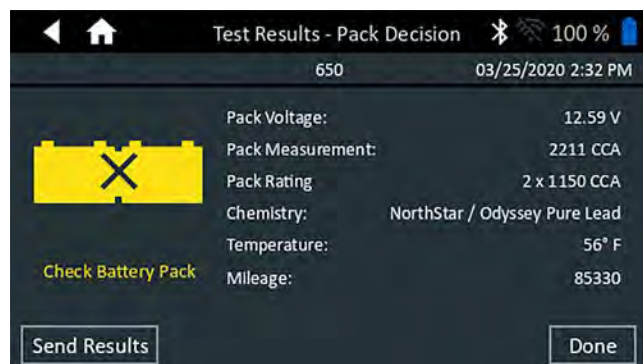 Test Results - Pack Decision 100 %
650 03/25/2020 2:32 PM
Pack Voltage: 12.59 V
Pack Measurement: 2211 CCA
Pack Rating 2 x 1150 CCA
Chemistry: NorthStar / Odyssey Pure Lead
Temperature: 56° F
Check Battery Pack
Mileage: 85330
Send Results Done